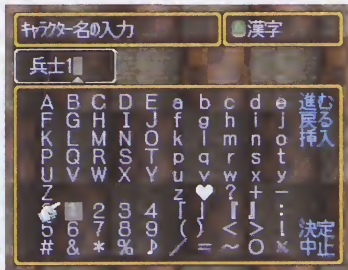 キャラクター名の入力
漢字
兵士1
A B C D E a b c d e 進む
F G H I J f g h i j 戻る
K L M N O k l m n o 挿入
P Q R S T p q r s t
U V W X Y u v w x y
Z z ♥ ? + −
1 2 3 4 「 」 『 』 :
5 6 7 8 9 ( ) < > ! 決定
# & * % ♪ / = ~ ○ × 中止